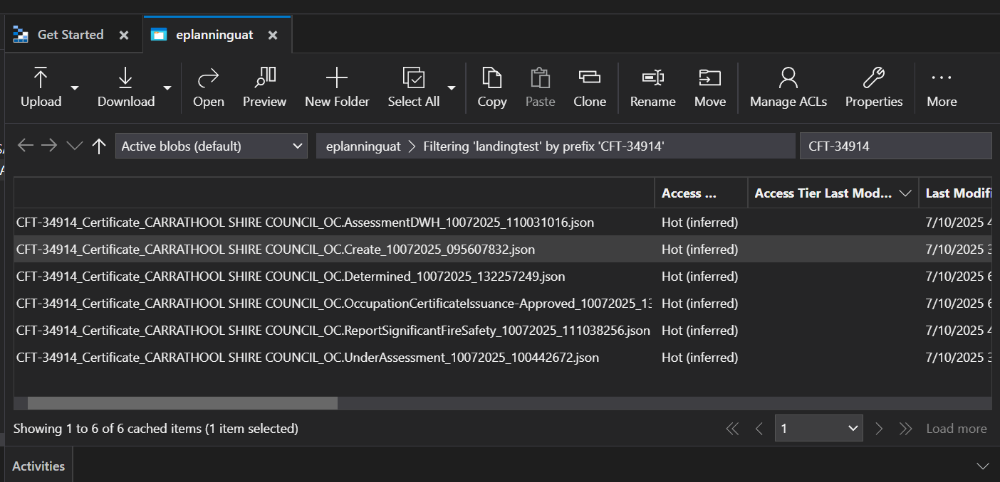 Get Started
eplanninguat
Upload
Download
Open
Preview
New Folder
Select All
Copy
Paste
Clone
Rename
Move
Manage ACLs
Properties
More
Active blobs (default)
eplanninguat
Filtering 'landingtest' by prefix 'CFT-34914'
CFT-34914
Access ...
Access Tier Last Mod...
Last Modifi
CFT-34914_Certificate_CARRATHOOL SHIRE COUNCIL_OC.AssessmentDWH_10072025_110031016.json Hot (inferred) 7/10/2025 4
CFT-34914_Certificate_CARRATHOOL SHIRE COUNCIL_OC.Create_10072025_095607832.json Hot (inferred) 7/10/2025 3
CFT-34914_Certificate_CARRATHOOL SHIRE COUNCIL_OC.Determined_10072025_132257249.json Hot (inferred) 7/10/2025 6
CFT-34914_Certificate_CARRATHOOL SHIRE COUNCIL_OC.OccupationCertificateIssuance-Approved_10072025_13 Hot (inferred) 7/10/2025 6
CFT-34914_Certificate_CARRATHOOL SHIRE COUNCIL_OC.ReportSignificantFireSafety_10072025_111038256.json Hot (inferred) 7/10/2025 4
CFT-34914_Certificate_CARRATHOOL SHIRE COUNCIL_OC.UnderAssessment_10072025_100442672.json Hot (inferred) 7/10/2025 3
Showing 1 to 6 of 6 cached items (1 item selected)
1
Load more
Activities